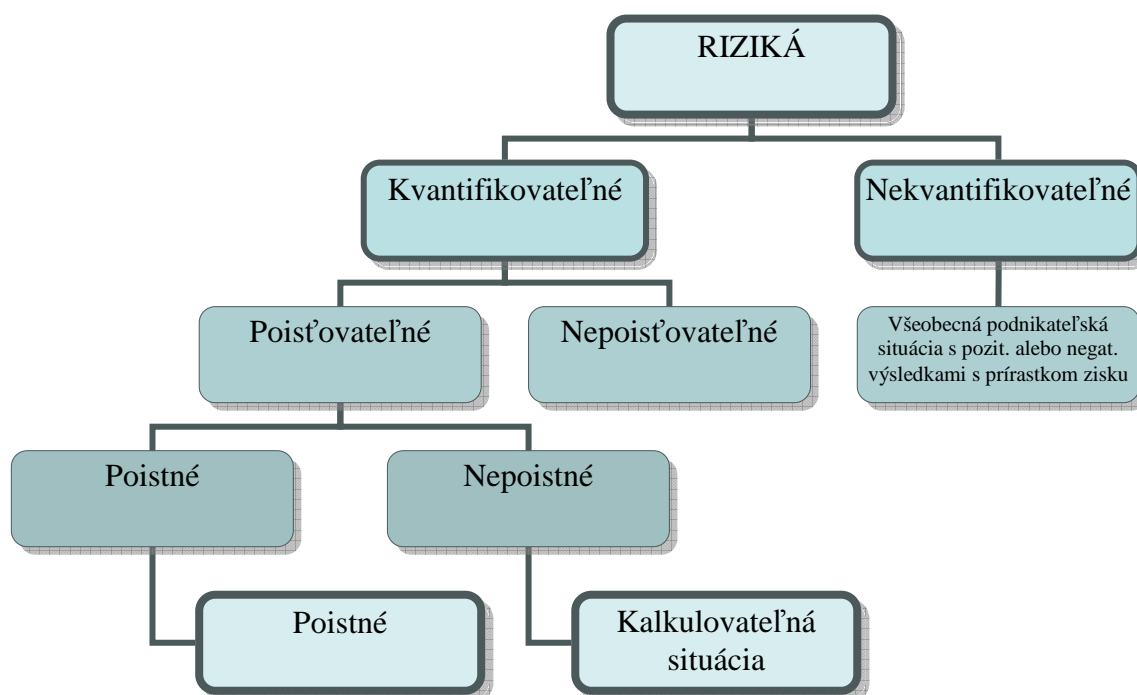 RIZIKÁ
Kvantifikovateľné
Nekvantifikovateľné
Poisťovateľné
Nepoisťovateľné
Všeobecná podnikateľská
situácia s pozit. alebo negat.
výsledkami s prírastkom zisku
Poistné
Nepoistné
Poistné
Kalkulovateľná
situácia